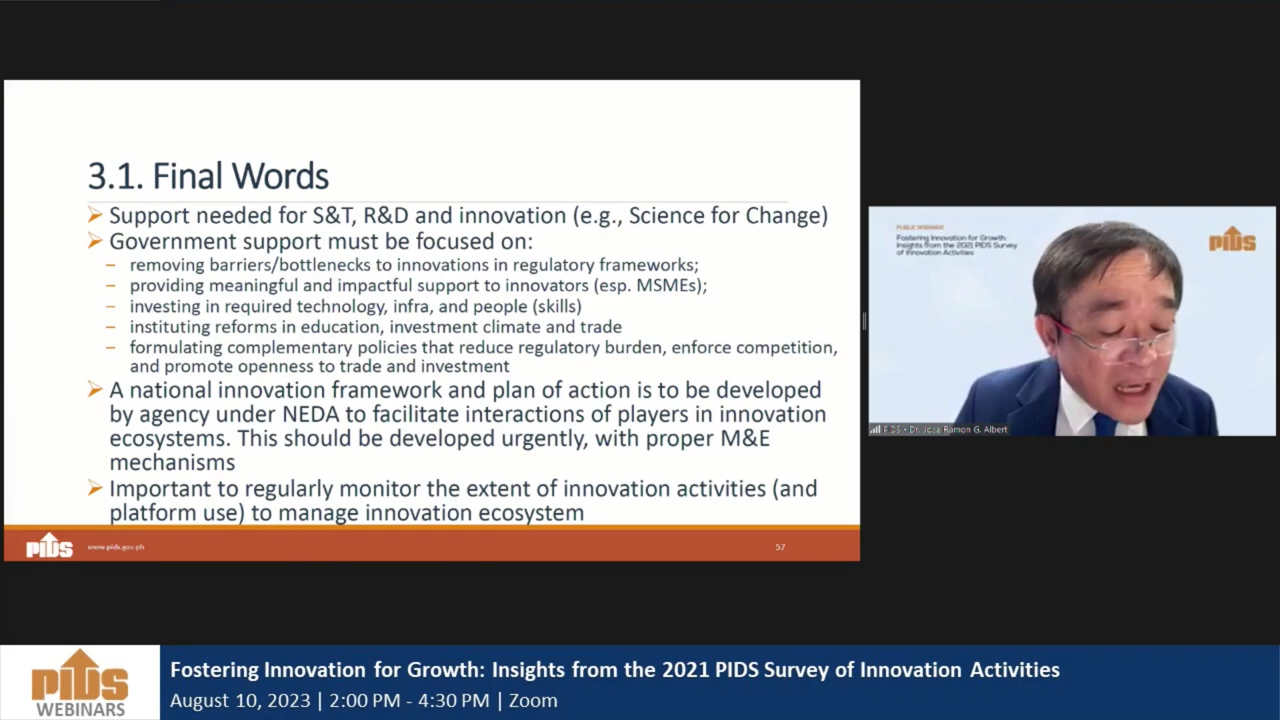 3.1. Final Words
➢ Support needed for S&T, R&D and innovation (e.g., Science for Change)
➢ Government support must be focused on:
– removing barriers/bottlenecks to innovations in regulatory frameworks;
– providing meaningful and impactful support to innovators (esp. MSMEs);
– investing in required technology, infra, and people (skills)
– instituting reforms in education, investment climate and trade
– formulating complementary policies that reduce regulatory burden, enforce competition,
and promote openness to trade and investment
➢ A national innovation framework and plan of action is to be developed
by agency under NEDA to facilitate interactions of players in innovation
ecosystems. This should be developed urgently, with proper M&E
mechanisms
➢ Important to regularly monitor the extent of innovation activities (and
platform use) to manage innovation ecosystem
PIDS
www.pids.gov.ph
57
PUBLIC WEBINAR
Fostering Innovation for Growth:
Insights from the 2021 PIDS Survey
of Innovation Activities
PIDS
PIDS - Dr. Jose Ramon G. Albert
PIDS
WEBINARS
Fostering Innovation for Growth: Insights from the 2021 PIDS Survey of Innovation Activities
August 10, 2023 | 2:00 PM - 4:30 PM | Zoom